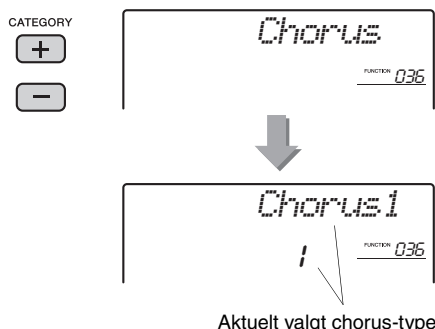 CATEGORY
+
−
Chorus
FUNCTION 036
Chorus1
1
FUNCTION 036
Aktuelt valgt chorus-type